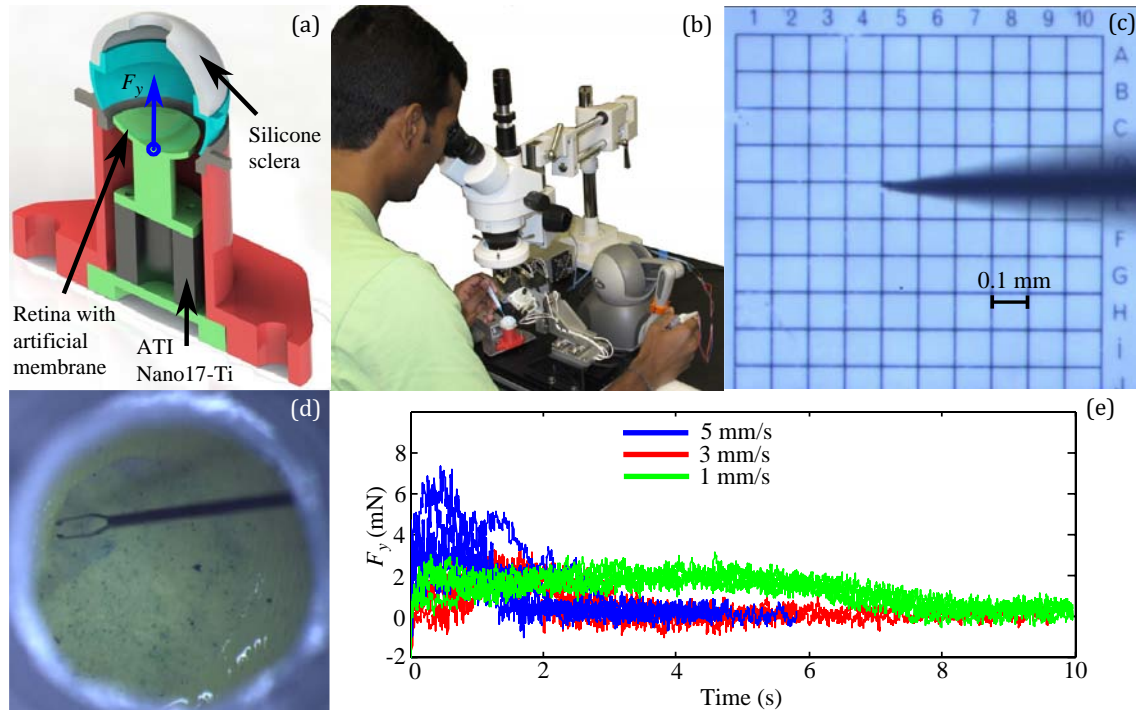 (a)
F_y
Silicone
sclera
Retina with
artificial
membrane
ATI
Nano17-Ti
(b)
(c)
1 2 3 4 5 6 7 8 9 10
A
B
C
D
E
F
G
H
i
0.1 mm
(d)
(e)
5 mm/s
3 mm/s
1 mm/s
F_y (mN)
8
6
4
2
0
-2
0 2 4 6 8 10
Time (s)